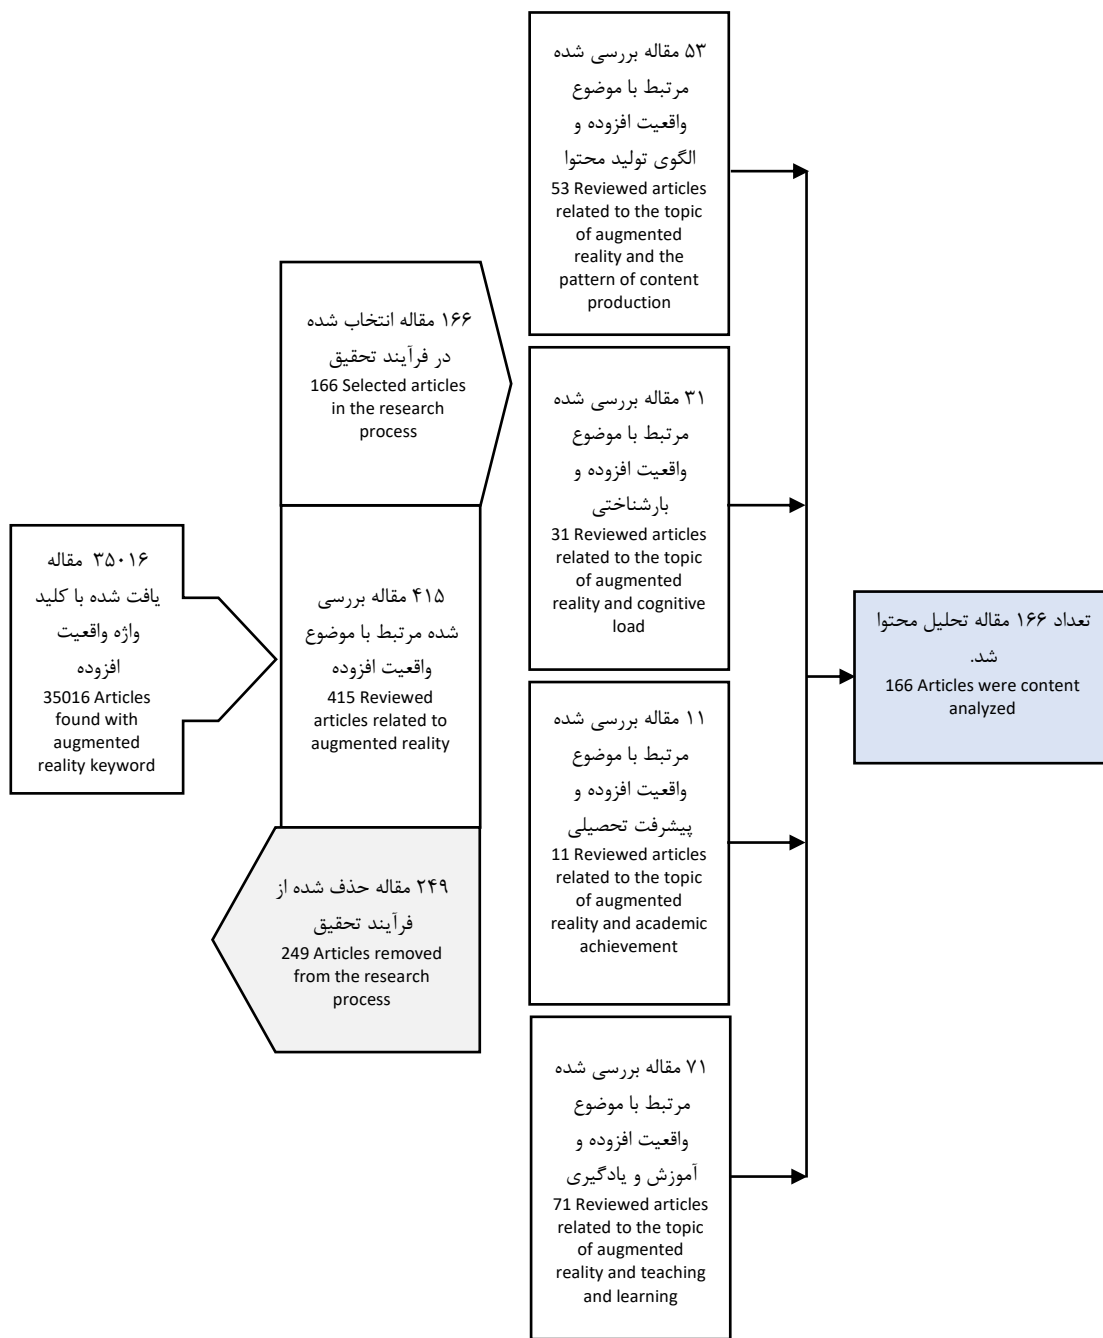 ۳۵۰۱۶ مقاله
یافت شده با کلید
واژه واقعیت
افزوده
35016 Articles
found with
augmented
reality keyword
۱۶۶ مقاله انتخاب شده
در فرآیند تحقیق
166 Selected articles
in the research
process
۴۱۵ مقاله بررسی
شده مرتبط با موضوع
واقعیت افزوده
415 Reviewed
articles related to
augmented reality
۲۴۹ مقاله حذف شده از
فرآیند تحقیق
249 Articles removed
from the research
process
۵۳ مقاله بررسی شده
مرتبط با موضوع
واقعیت افزوده و
الگوی تولید محتوا
53 Reviewed articles
related to the topic
of augmented
reality and the
pattern of content
production
۳۱ مقاله بررسی شده
مرتبط با موضوع
واقعیت افزوده و
بارشناختی
31 Reviewed articles
related to the topic
of augmented
reality and cognitive
load
۱۱ مقاله بررسی شده
مرتبط با موضوع
واقعیت افزوده و
پیشرفت تحصیلی
11 Reviewed articles
related to the topic
of augmented
reality and academic
achievement
۷۱ مقاله بررسی شده
مرتبط با موضوع
واقعیت افزوده و
آموزش و یادگیری
71 Reviewed articles
related to the topic
of augmented
reality and teaching
and learning
تعداد ۱۶۶ مقاله تحلیل محتوا
شد.
166 Articles were content
analyzed